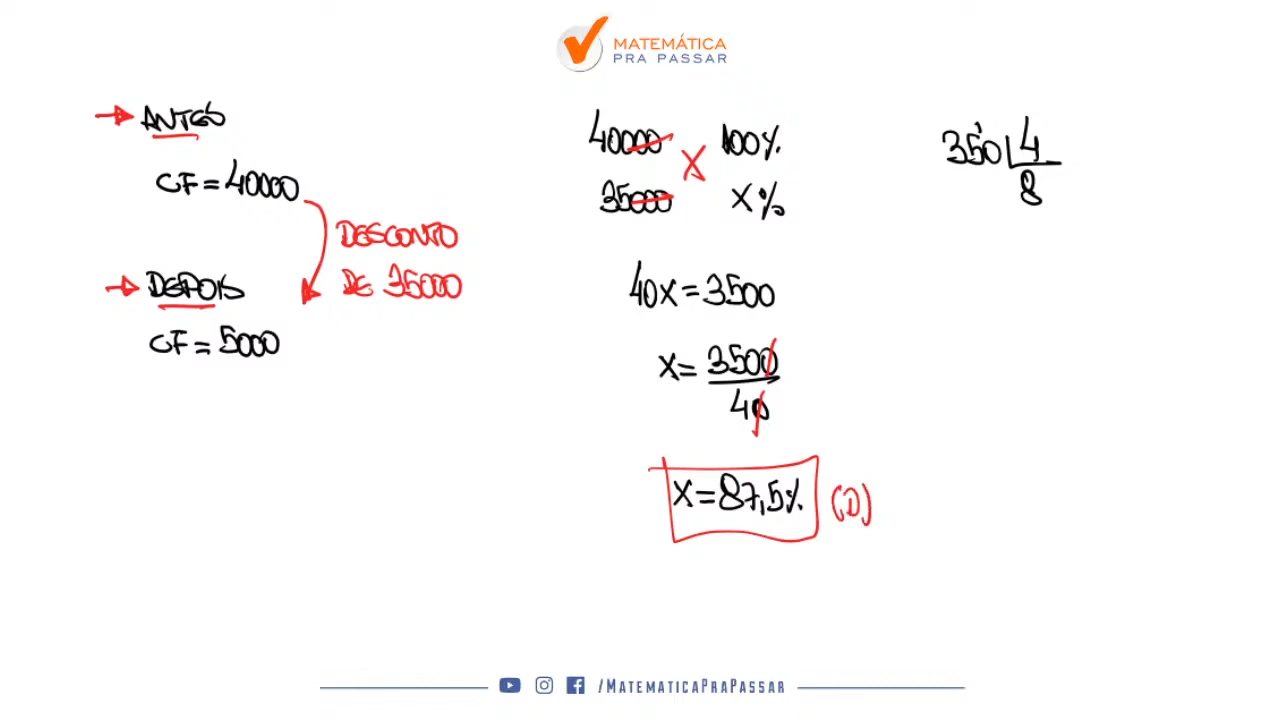 MATEMÁTICA
PRA PASSAR
ANTES
CF = 40000
DESCONTO
DE 35000
DEPOIS
CF = 5000
40000 100%
X
35000 X%
40X = 3500
X = 3500
40
X = 87,5% (D)
350 4
8
/MATEMATICAPRAPASSAR